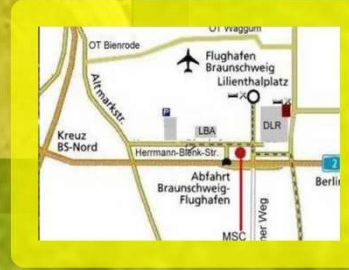 OT Waggum
OT Bienrode
Flughafen
Braunschweig
Lilienthalplatz
Altmarkstr.
P
LBA
DLR
Kreuz
BS-Nord
Herrmann-Blenk-Str.
2
Abfahrt
Braunschweig-
Flughafen
Berli
ner Weg
MSC